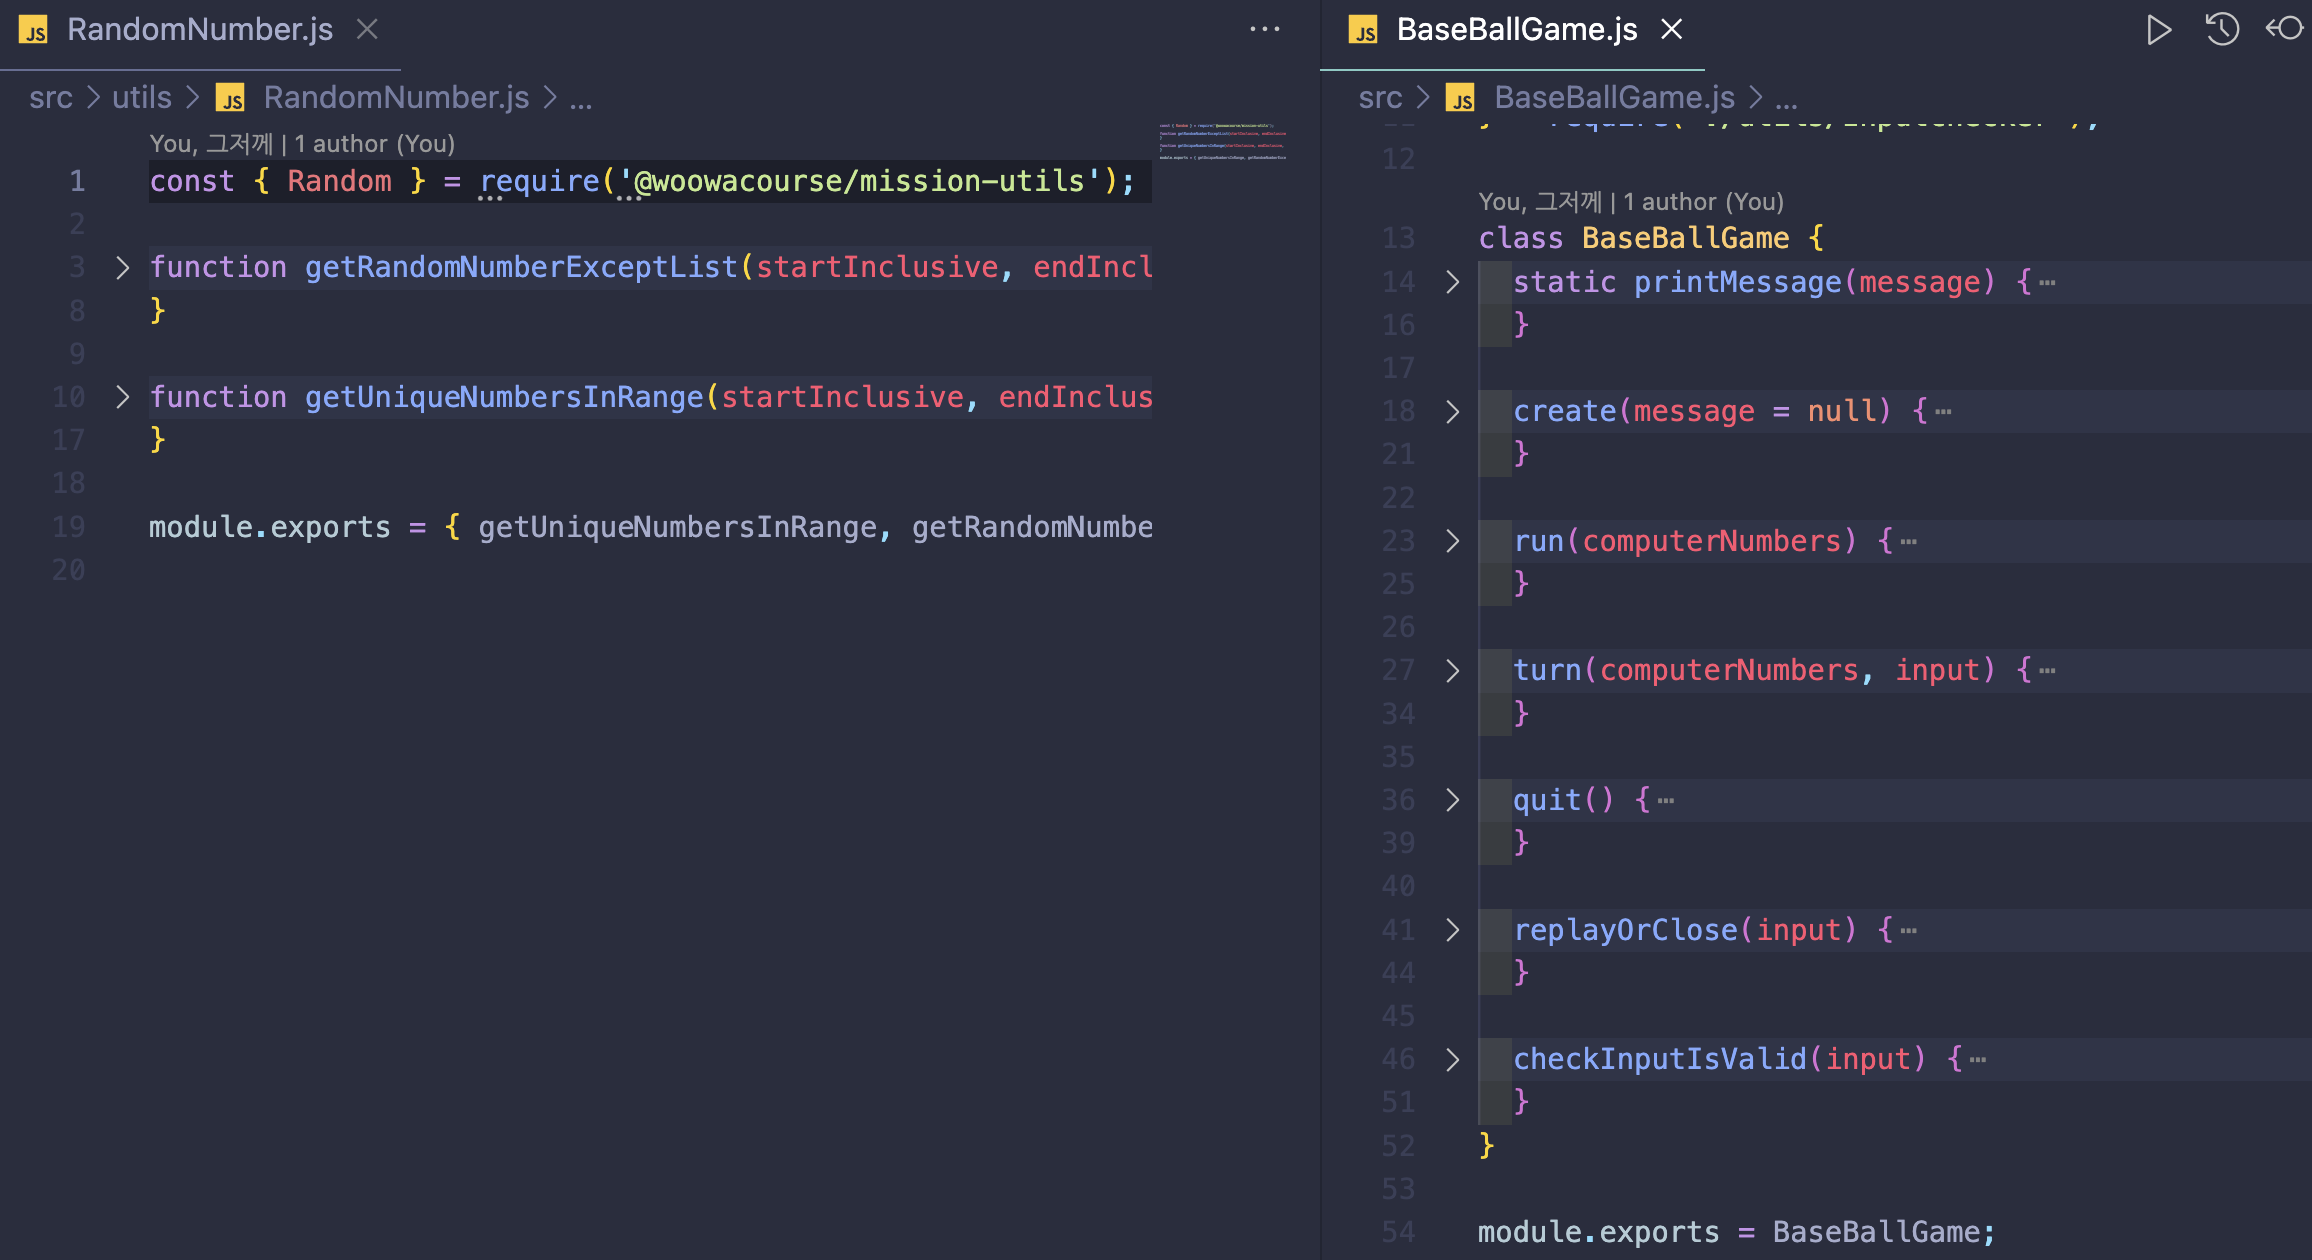 JS RandomNumber.js
src > utils > JS RandomNumber.js > ...
You, 그저께 | 1 author (You)
1 const { Random } = require('@woowacourse/mission-utils');
2
3 function getRandomNumberExceptList(startInclusive, endIncl
8 }
9
10 function getUniqueNumbersInRange(startInclusive, endInclus
17 }
18
19 module.exports = { getUniqueNumbersInRange, getRandomNumbe
20
JS BaseBallGame.js
src > JS BaseBallGame.js > ...
12
You, 그저께 | 1 author (You)
13 class BaseBallGame {
14 static printMessage(message) {…
16 }
17
18 create(message = null) {…
21 }
22
23 run(computerNumbers) {…
25 }
26
27 turn(computerNumbers, input) {…
34 }
35
36 quit() {…
39 }
40
41 replayOrClose(input) {…
44 }
45
46 checkInputIsValid(input) {…
51 }
52 }
53
54 module.exports = BaseBallGame;